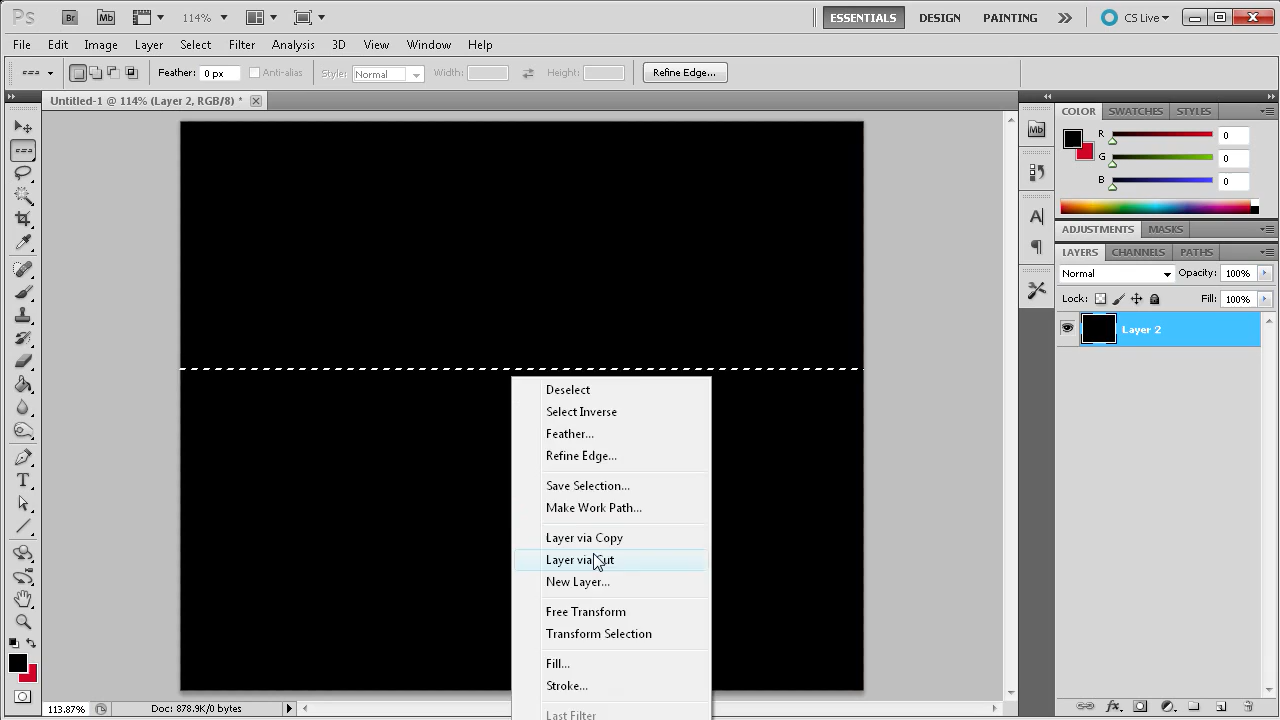 Ps Br Mb 114% ESSENTIALS DESIGN PAINTING CS Live
File Edit Image Layer Select Filter Analysis 3D View Window Help
Feather: 0 px Anti-alias Style: Normal Width: Height: Refine Edge...
Untitled-1 @ 114% (Layer 2, RGB/8) *
COLOR SWATCHES STYLES
Mb
R 0
G 0
B 0
ADJUSTMENTS MASKS
LAYERS CHANNELS PATHS
Normal Opacity: 100%
Lock: Fill: 100%
Layer 2
Deselect
Select Inverse
Feather...
Refine Edge...
Save Selection...
Make Work Path...
Layer via Copy
Layer via Cut
New Layer...
Free Transform
Transform Selection
Fill...
Stroke...
Last Filter
113.87% Doc: 878.9K/0 bytes